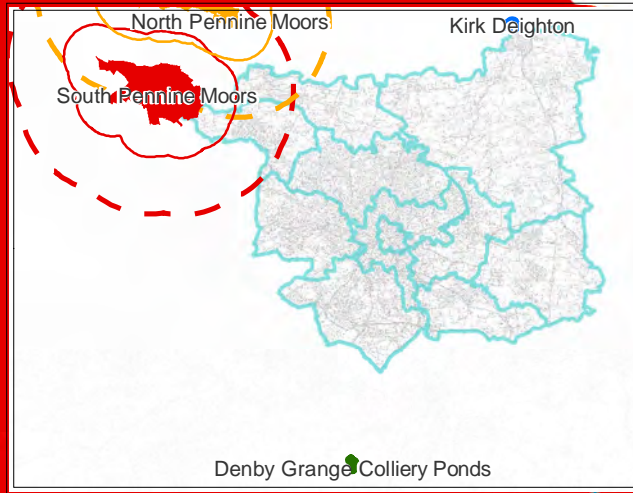 North Pennine Moors
Kirk Deighton
South Pennine Moors
Denby Grange Colliery Ponds